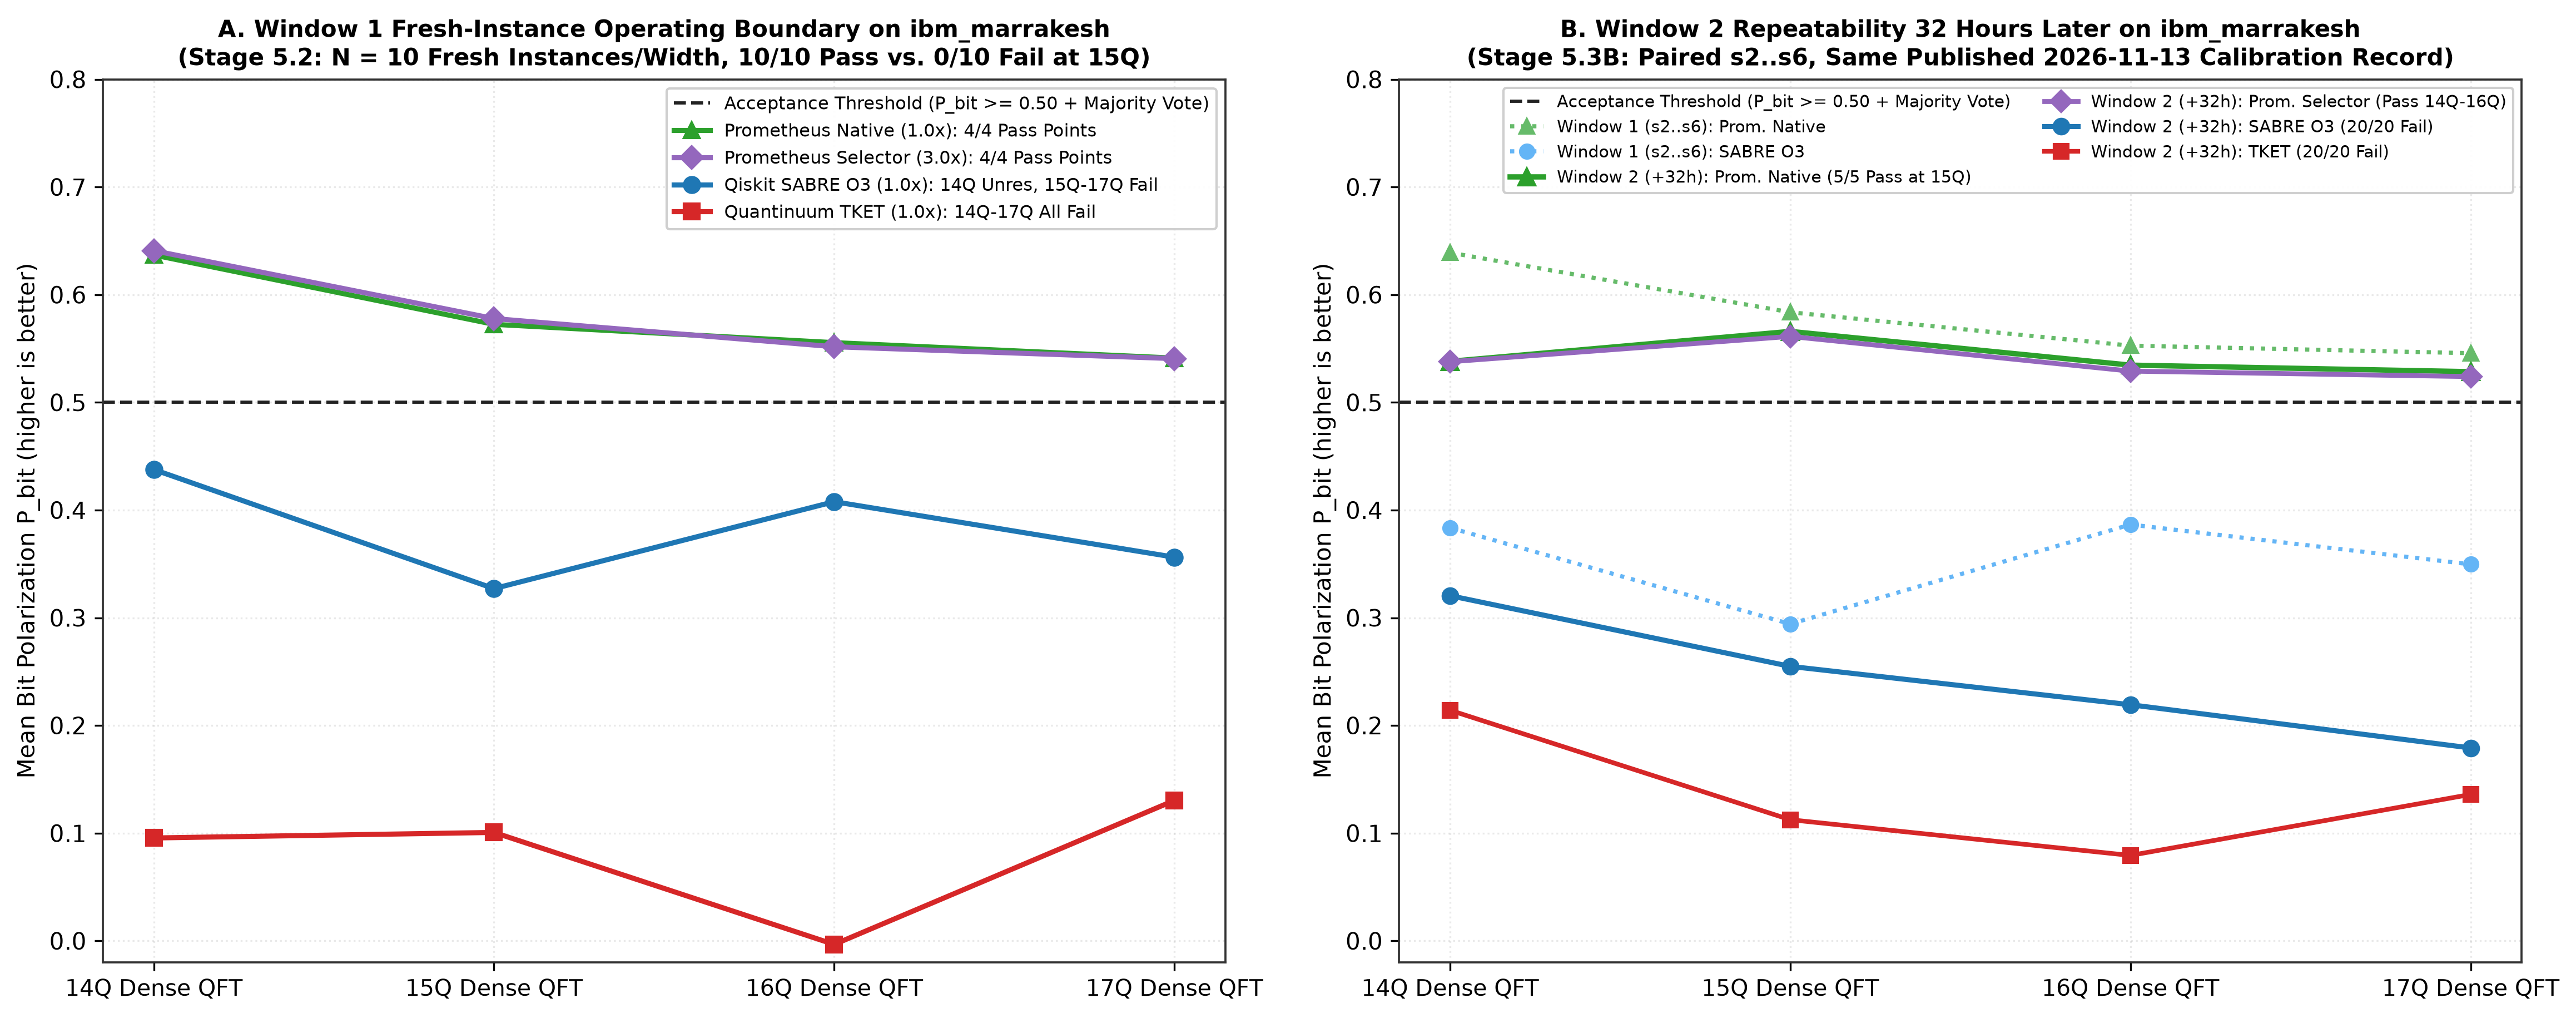 A. Window 1 Fresh-Instance Operating Boundary on ibm_marrakesh
(Stage 5.2: N = 10 Fresh Instances/Width, 10/10 Pass vs. 0/10 Fail at 15Q)
Mean Bit Polarization P_bit (higher is better)
0.8
0.7
0.6
0.5
0.4
0.3
0.2
0.1
0.0
Acceptance Threshold (P_bit >= 0.50 + Majority Vote)
Prometheus Native (1.0x): 4/4 Pass Points
Prometheus Selector (3.0x): 4/4 Pass Points
Qiskit SABRE O3 (1.0x): 14Q Unres, 15Q-17Q Fail
Quantinuum TKET (1.0x): 14Q-17Q All Fail
14Q Dense QFT
15Q Dense QFT
16Q Dense QFT
17Q Dense QFT
B. Window 2 Repeatability 32 Hours Later on ibm_marrakesh
(Stage 5.3B: Paired s2..s6, Same Published 2026-11-13 Calibration Record)
Mean Bit Polarization P_bit (higher is better)
0.8
0.7
0.6
0.5
0.4
0.3
0.2
0.1
0.0
Acceptance Threshold (P_bit >= 0.50 + Majority Vote)
Window 1 (s2..s6): Prom. Native
Window 1 (s2..s6): SABRE O3
Window 2 (+32h): Prom. Native (5/5 Pass at 15Q)
Window 2 (+32h): Prom. Selector (Pass 14Q-16Q)
Window 2 (+32h): SABRE O3 (20/20 Fail)
Window 2 (+32h): TKET (20/20 Fail)
14Q Dense QFT
15Q Dense QFT
16Q Dense QFT
17Q Dense QFT